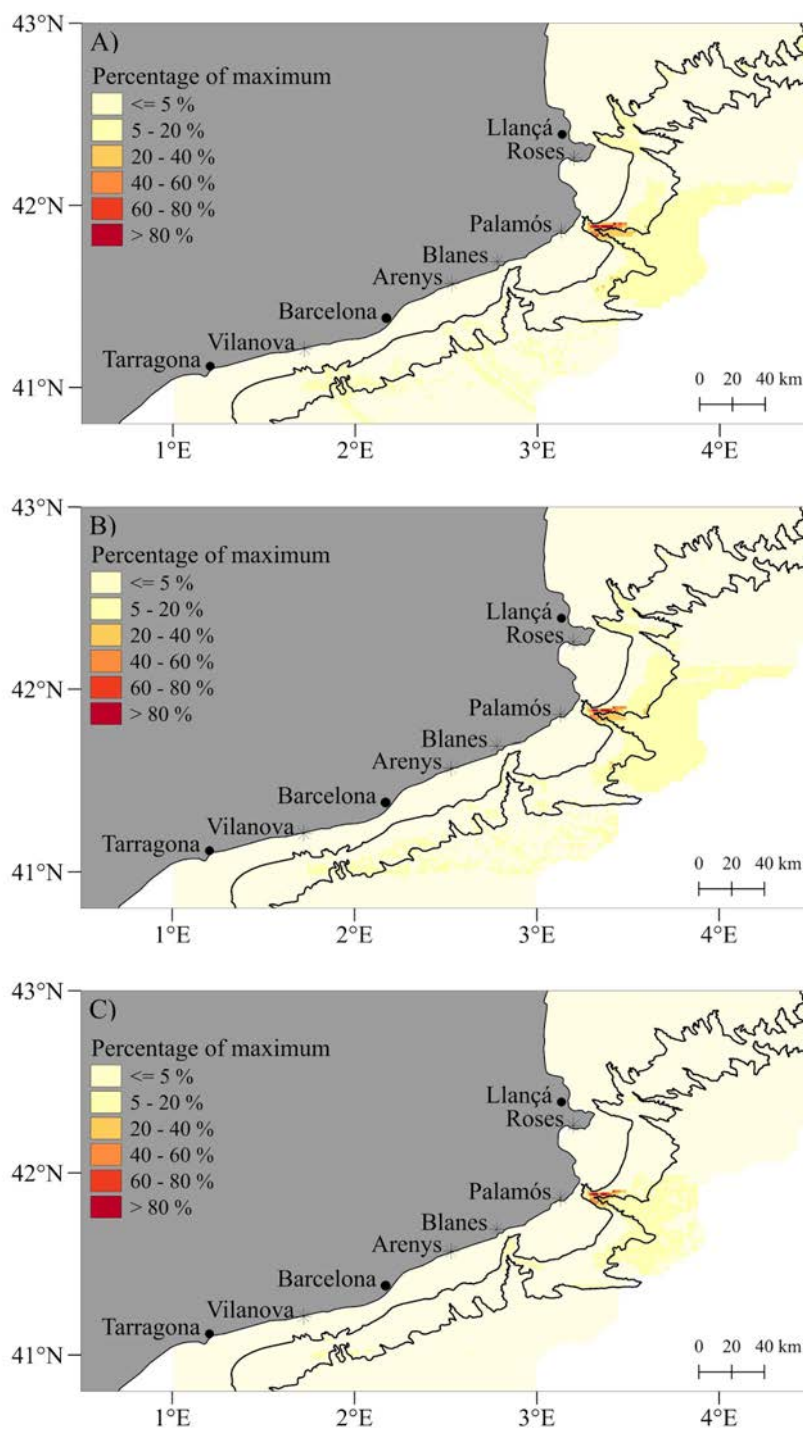 43°N
A)
Percentage of maximum
<= 5 %
5 - 20 %
20 - 40 %
40 - 60 %
60 - 80 %
> 80 %
Llançá
Roses
42°N
Palamós
Blanes
Arenys
Barcelona
Vilanova
Tarragona
41°N
0 20 40 km
1°E 2°E 3°E 4°E
43°N
B)
Percentage of maximum
<= 5 %
5 - 20 %
20 - 40 %
40 - 60 %
60 - 80 %
> 80 %
Llançá
Roses
42°N
Palamós
Blanes
Arenys
Barcelona
Vilanova
Tarragona
41°N
0 20 40 km
1°E 2°E 3°E 4°E
43°N
C)
Percentage of maximum
<= 5 %
5 - 20 %
20 - 40 %
40 - 60 %
60 - 80 %
> 80 %
Llançá
Roses
42°N
Palamós
Blanes
Arenys
Barcelona
Vilanova
Tarragona
41°N
0 20 40 km
1°E 2°E 3°E 4°E